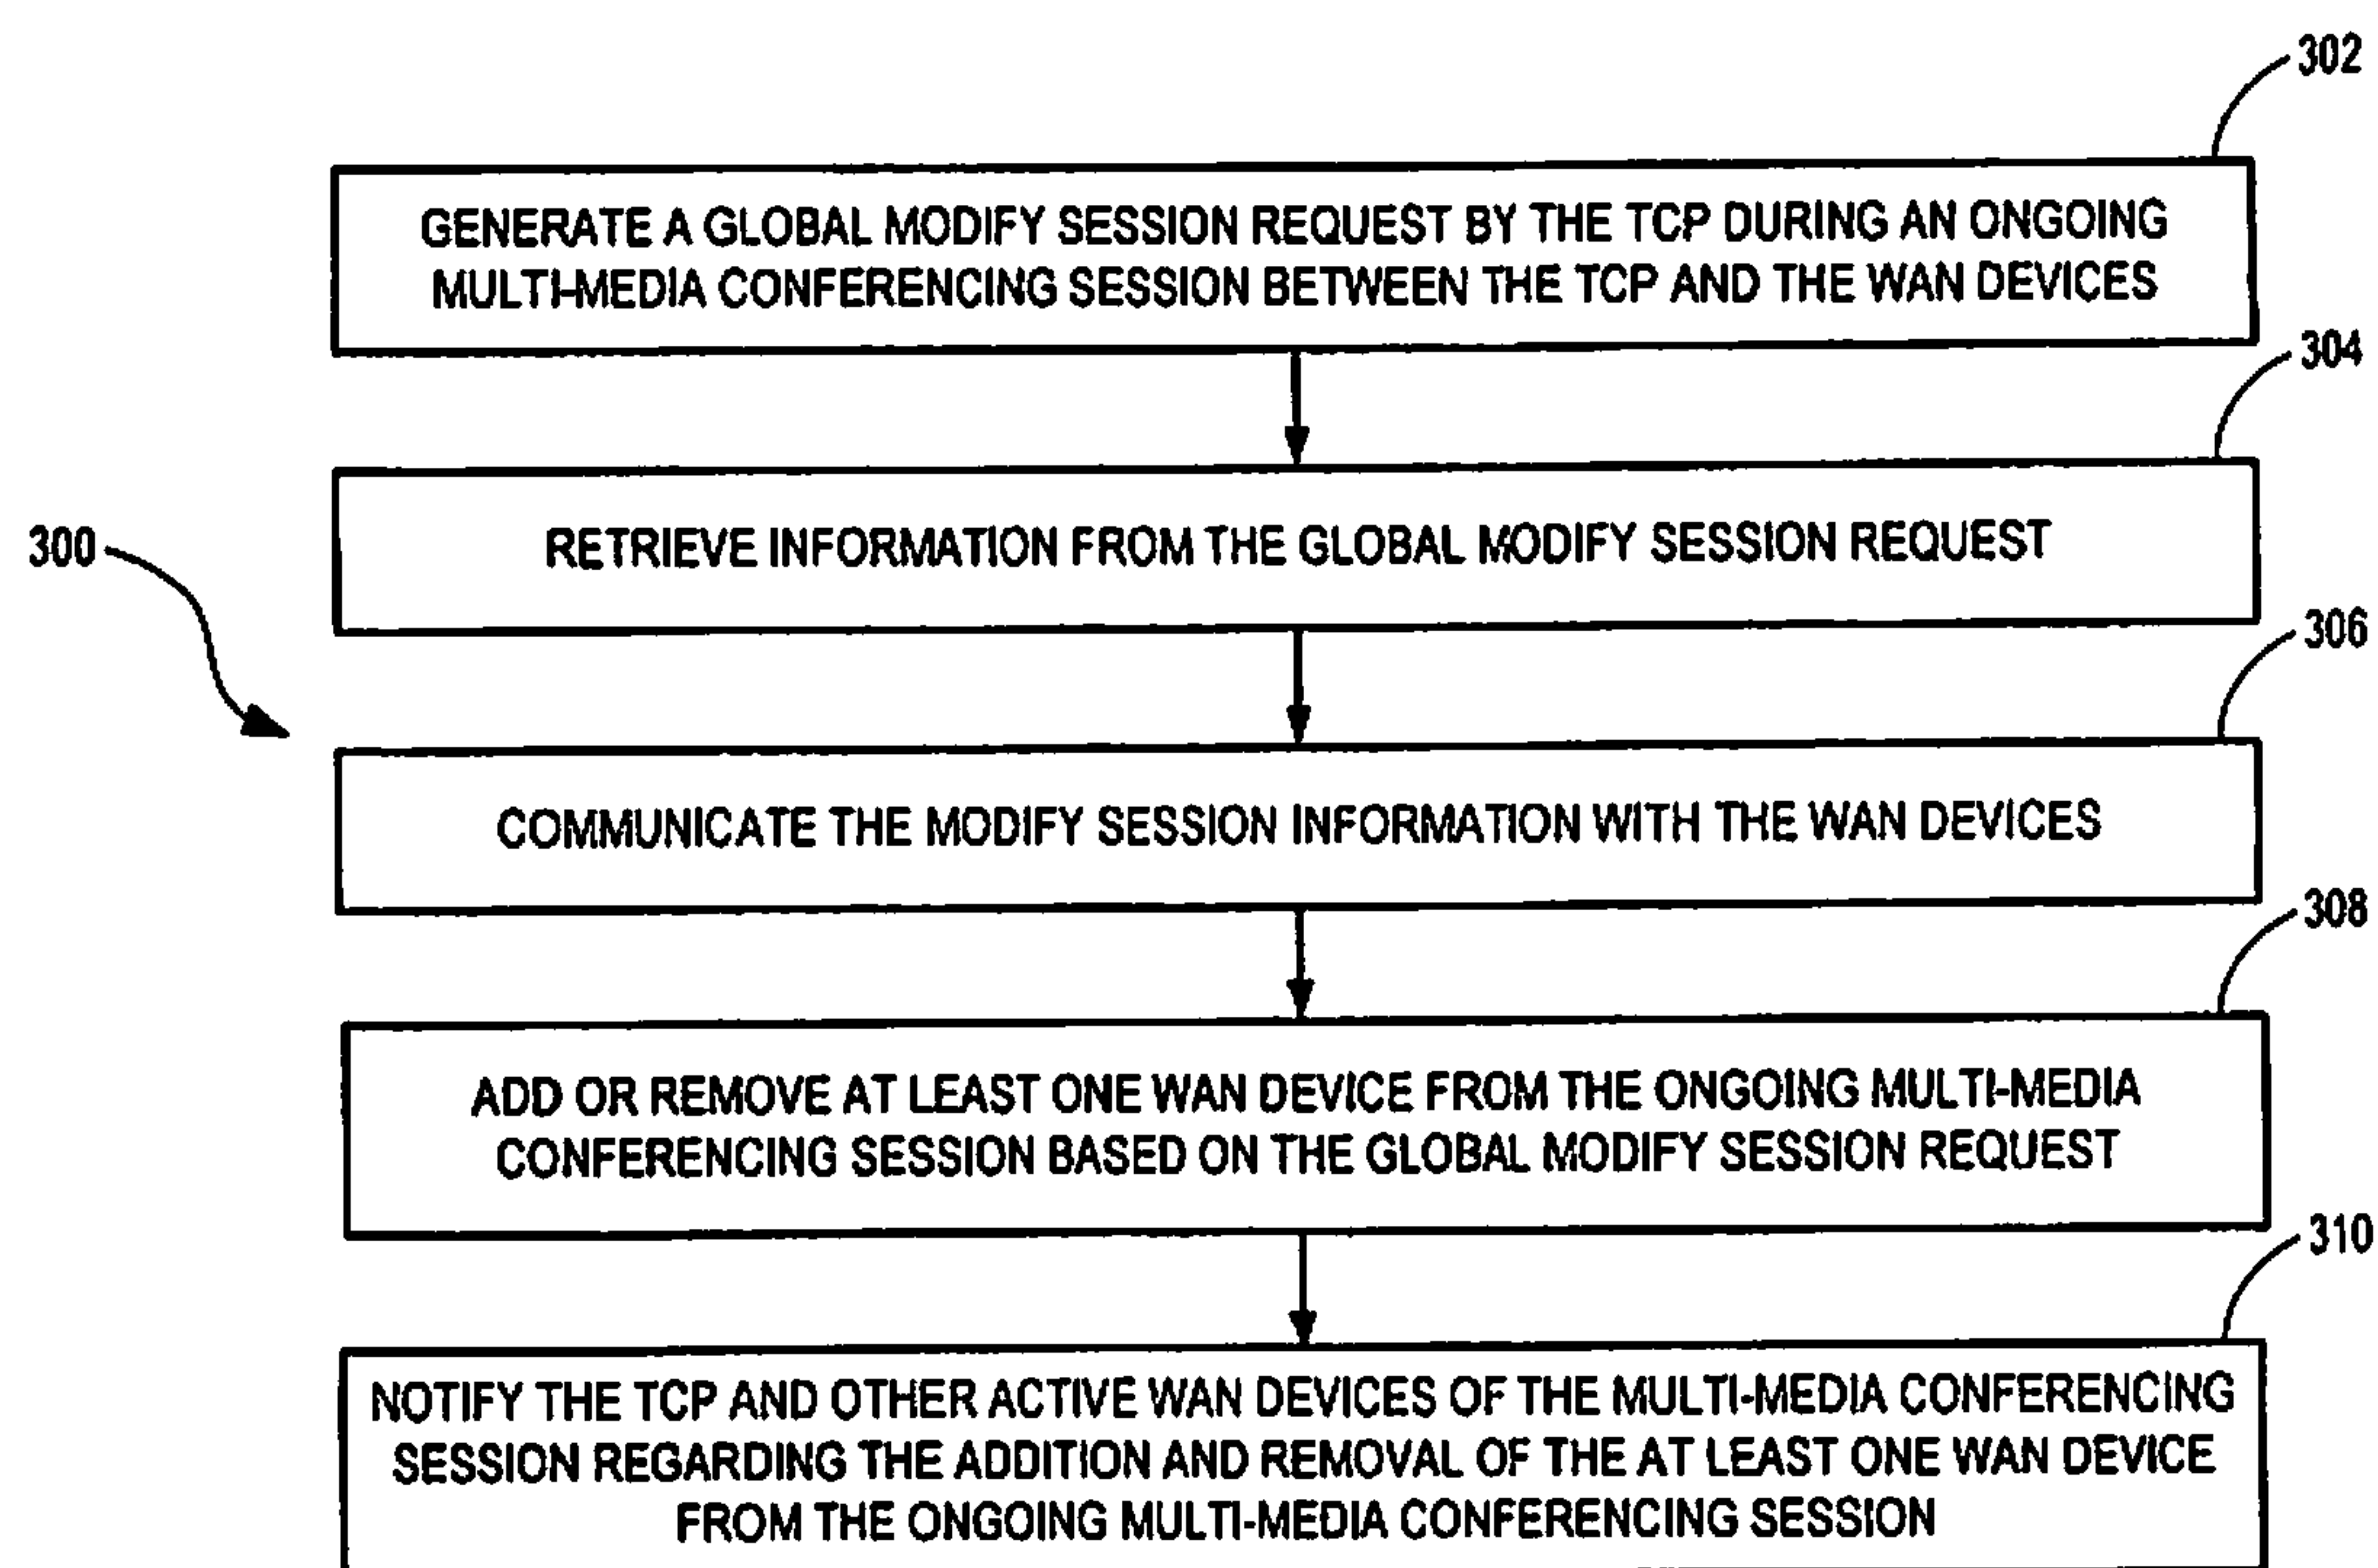 302
GENERATE A GLOBAL MODIFY SESSION REQUEST BY THE TCP DURING AN ONGOING
MULTI-MEDIA CONFERENCING SESSION BETWEEN THE TCP AND THE WAN DEVICES
304
RETRIEVE INFORMATION FROM THE GLOBAL MODIFY SESSION REQUEST
300
306
COMMUNICATE THE MODIFY SESSION INFORMATION WITH THE WAN DEVICES
308
ADD OR REMOVE AT LEAST ONE WAN DEVICE FROM THE ONGOING MULTI-MEDIA
CONFERENCING SESSION BASED ON THE GLOBAL MODIFY SESSION REQUEST
310
NOTIFY THE TCP AND OTHER ACTIVE WAN DEVICES OF THE MULTI-MEDIA CONFERENCING
SESSION REGARDING THE ADDITION AND REMOVAL OF THE AT LEAST ONE WAN DEVICE
FROM THE ONGOING MULTI-MEDIA CONFERENCING SESSION